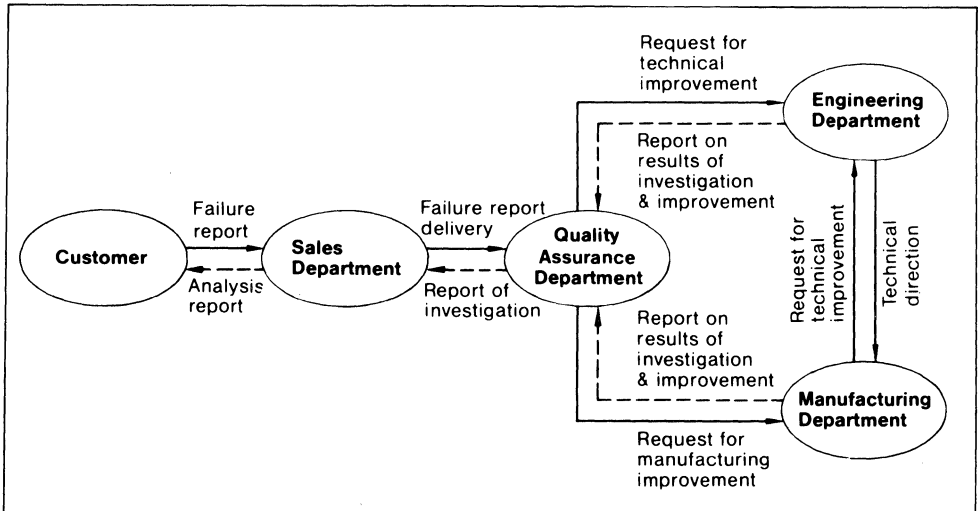 Customer
Failure
report
Analysis
report
Sales
Department
Failure report
delivery
Report of
investigation
Quality
Assurance
Department
Request for
technical
improvement
Report on
results of
investigation
& improvement
Engineering
Department
Request for
technical
improvement
Technical
direction
Report on
results of
investigation
& improvement
Manufacturing
Department
Request for
manufacturing
improvement